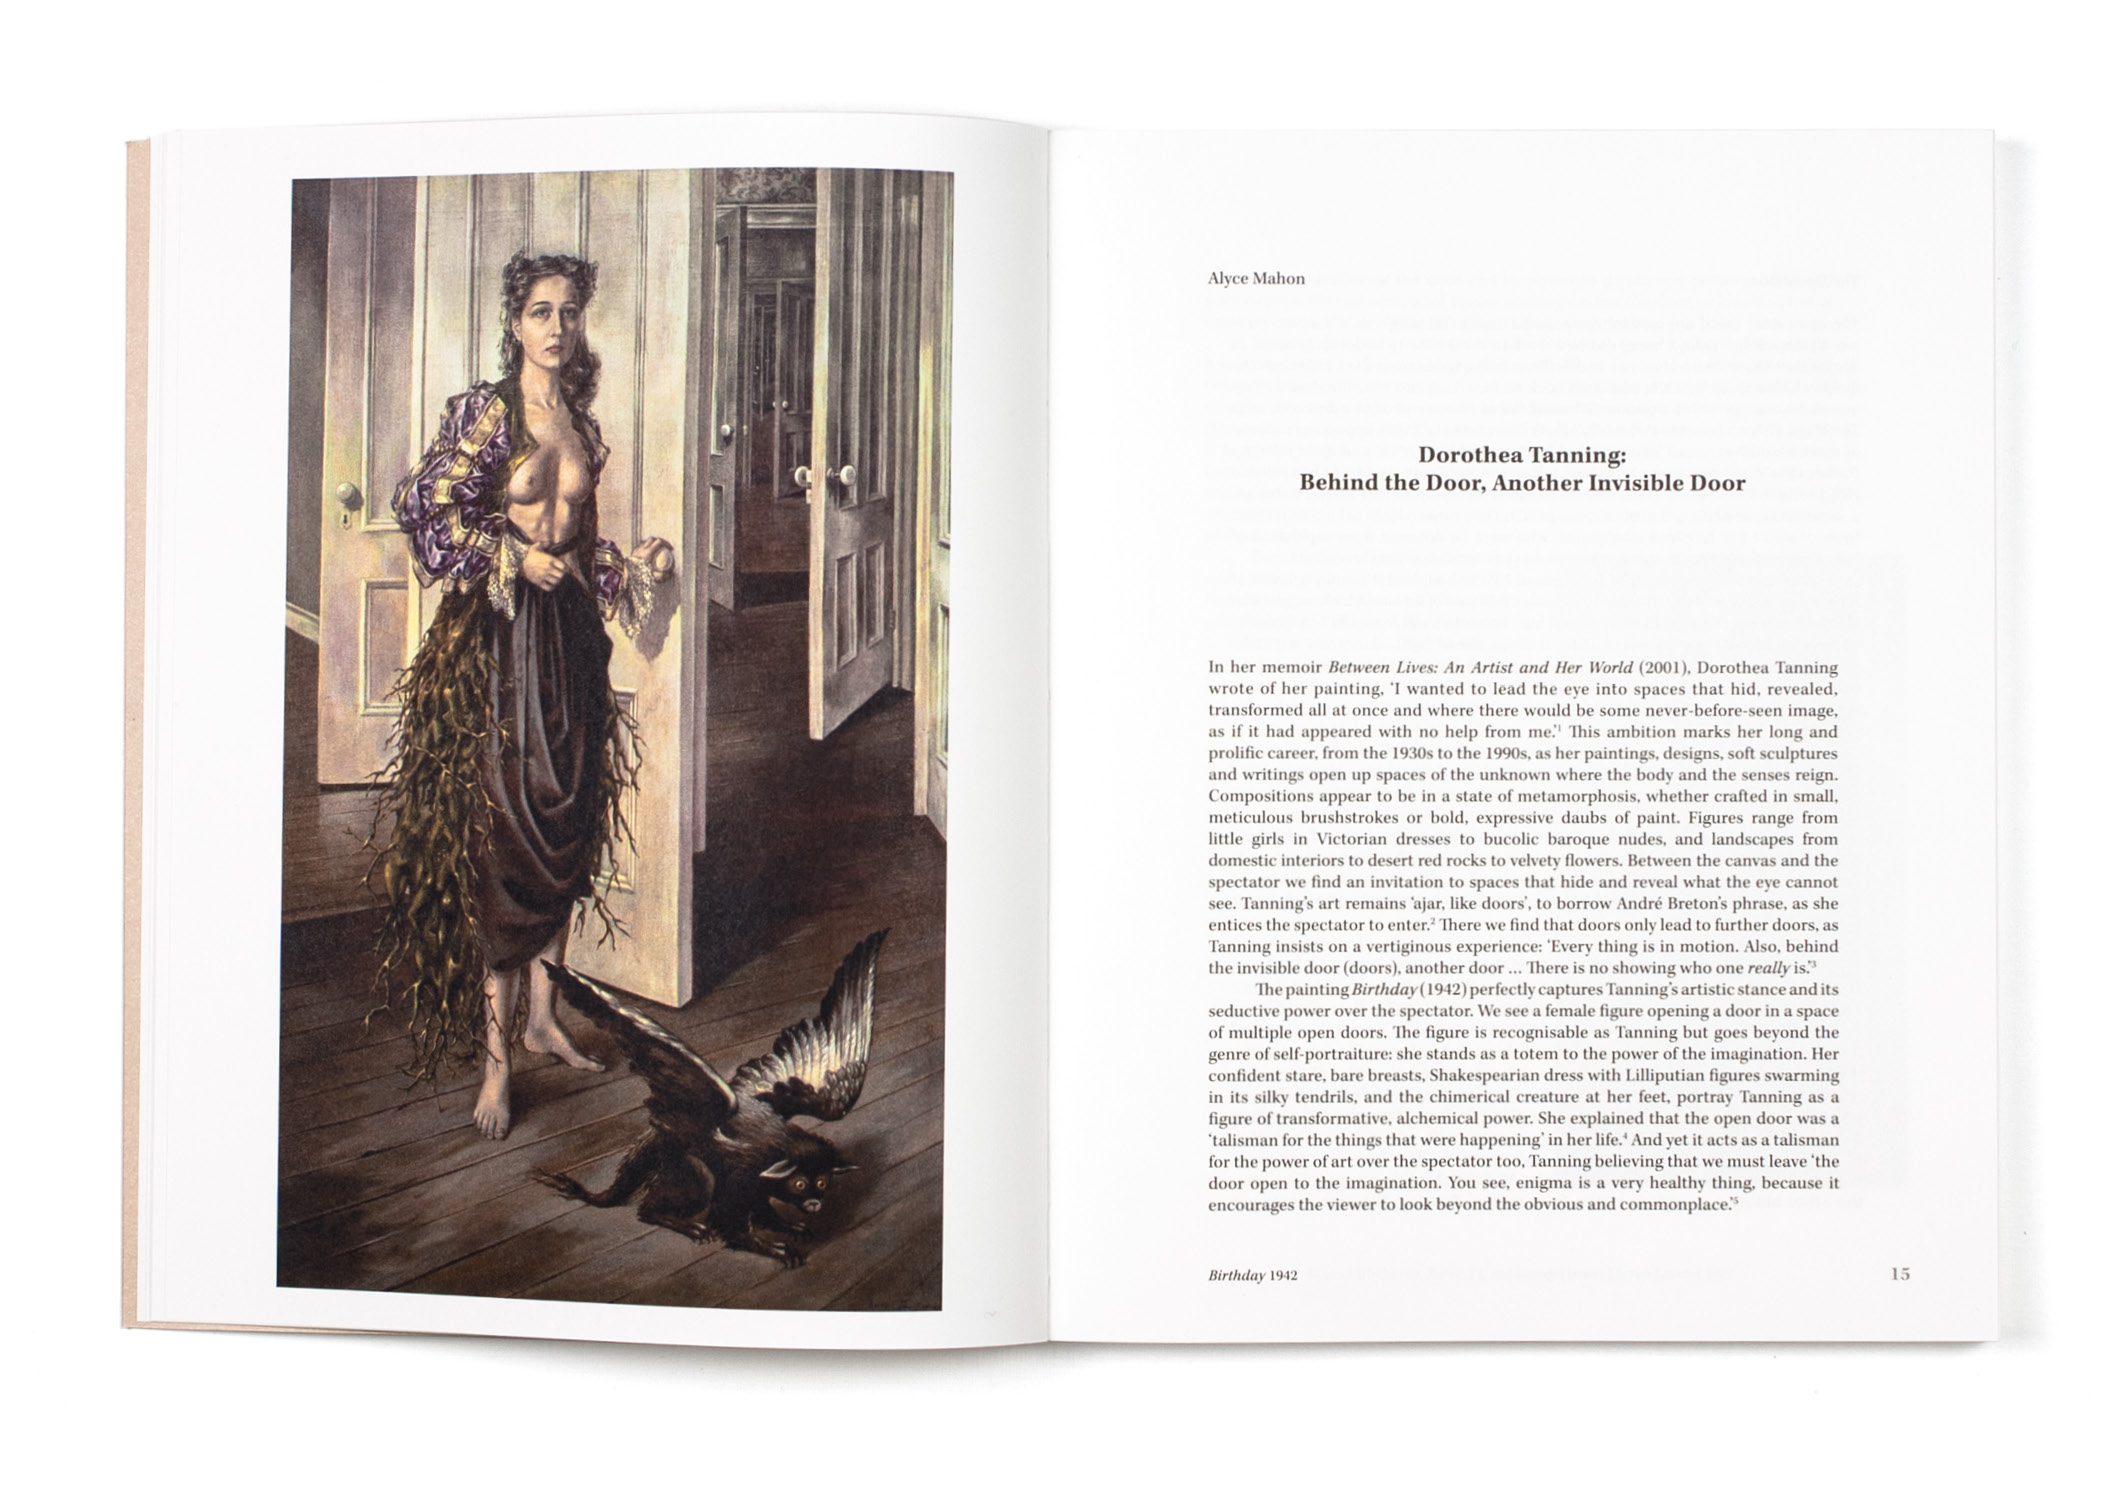 Alyce Mahon
Dorothea Tanning:
Behind the Door, Another Invisible Door
In her memoir Between Lives: An Artist and Her World (2001), Dorothea Tanning
wrote of her painting, ‘I wanted to lead the eye into spaces that hid, revealed,
transformed all at once and where there would be some never-before-seen image,
as if it had appeared with no help from me.’¹ This ambition marks her long and
prolific career, from the 1930s to the 1990s, as her paintings, designs, soft sculptures
and writings open up spaces of the unknown where the body and the senses reign.
Compositions appear to be in a state of metamorphosis, whether crafted in small,
meticulous brushstrokes or bold, expressive daubs of paint. Figures range from
little girls in Victorian dresses to bucolic baroque nudes, and landscapes from
domestic interiors to desert red rocks to velvety flowers. Between the canvas and the
spectator we find an invitation to spaces that hide and reveal what the eye cannot
see. Tanning’s art remains ‘ajar, like doors’, to borrow André Breton’s phrase, as she
entices the spectator to enter.² There we find that doors only lead to further doors, as
Tanning insists on a vertiginous experience: ‘Every thing is in motion. Also, behind
the invisible door (doors), another door ... There is no showing who one really is.’³
The painting Birthday (1942) perfectly captures Tanning’s artistic stance and its
seductive power over the spectator. We see a female figure opening a door in a space
of multiple open doors. The figure is recognisable as Tanning but goes beyond the
genre of self-portraiture: she stands as a totem to the power of the imagination. Her
confident stare, bare breasts, Shakespearian dress with Lilliputian figures swarming
in its silky tendrils, and the chimerical creature at her feet, portray Tanning as a
figure of transformative, alchemical power. She explained that the open door was a
‘talisman for the things that were happening’ in her life.⁴ And yet it acts as a talisman
for the power of art over the spectator too, Tanning believing that we must leave ‘the
door open to the imagination. You see, enigma is a very healthy thing, because it
encourages the viewer to look beyond the obvious and commonplace.’⁵
Birthday 1942
15